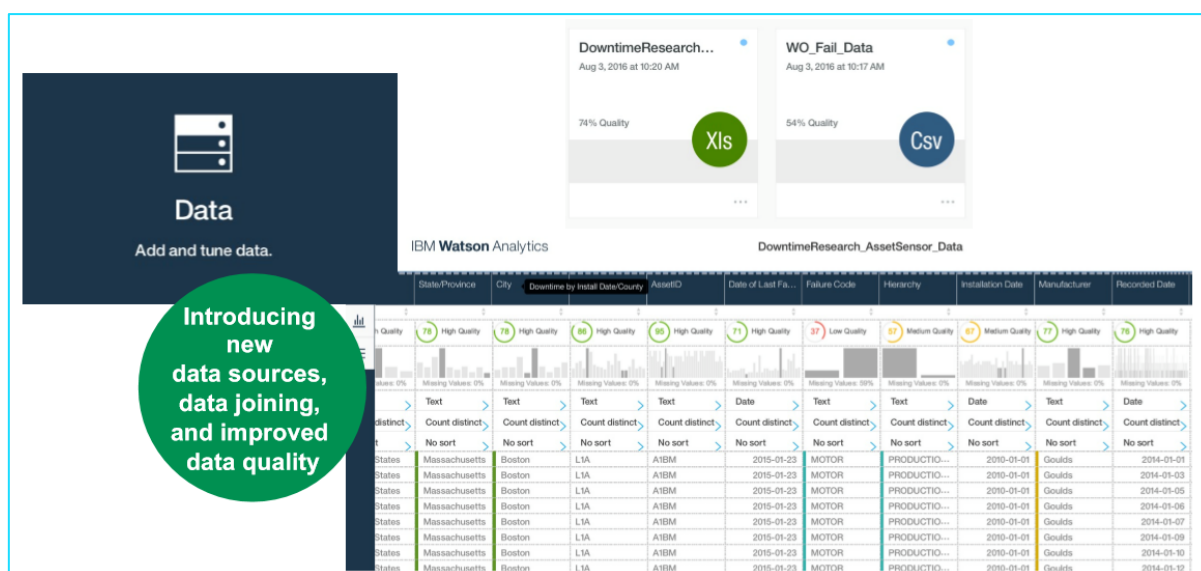 DowntimeResearch...
Aug 3, 2016 at 10:20 AM
74% Quality
Xls
...
WO_Fail_Data
Aug 3, 2016 at 10:17 AM
54% Quality
Csv
...
Data
Add and tune data.
Introducing
new
data sources,
data joining,
and improved
data quality
IBM Watson Analytics
DowntimeResearch_AssetSensor_Data
State/Province City Downtime by Install Date/County AssetID Date of Last Fa... Failure Code Hierarchy Installation Date Manufacturer Recorded Date
h Quality 78 High Quality 78 High Quality 86 High Quality 95 High Quality 71 High Quality 37 Low Quality 57 Medium Quality 67 Medium Quality 77 High Quality 76 High Quality
alues: 0% Missing Values: 0% Missing Values: 0% Missing Values: 0% Missing Values: 0% Missing Values: 0% Missing Values: 59% Missing Values: 0% Missing Values: 0% Missing Values: 0% Missing Values: 0%
Text Text Text Text Date Text Text Date Text Date
distinct Count distinct Count distinct Count distinct Count distinct Count distinct Count distinct Count distinct Count distinct Count distinct Count distinct
t No sort No sort No sort No sort No sort No sort No sort No sort No sort No sort
States Massachusetts Boston L1A A1BM 2015-01-23 MOTOR PRODUCTIO... 2010-01-01 Goulds 2014-01-01
States Massachusetts Boston L1A A1BM 2015-01-23 MOTOR PRODUCTIO... 2010-01-01 Goulds 2014-01-03
States Massachusetts Boston L1A A1BM 2015-01-23 MOTOR PRODUCTIO... 2010-01-01 Goulds 2014-01-05
States Massachusetts Boston L1A A1BM 2015-01-23 MOTOR PRODUCTIO... 2010-01-01 Goulds 2014-01-06
States Massachusetts Boston L1A A1BM 2015-01-23 MOTOR PRODUCTIO... 2010-01-01 Goulds 2014-01-07
States Massachusetts Boston L1A A1BM 2015-01-23 MOTOR PRODUCTIO... 2010-01-01 Goulds 2014-01-09
States Massachusetts Boston L1A A1BM 2015-01-23 MOTOR PRODUCTIO... 2010-01-01 Goulds 2014-01-10
States Massachusetts Boston L1A A1BM 2015-01-23 MOTOR PRODUCTIO... 2010-01-01 Goulds 2014-01-12